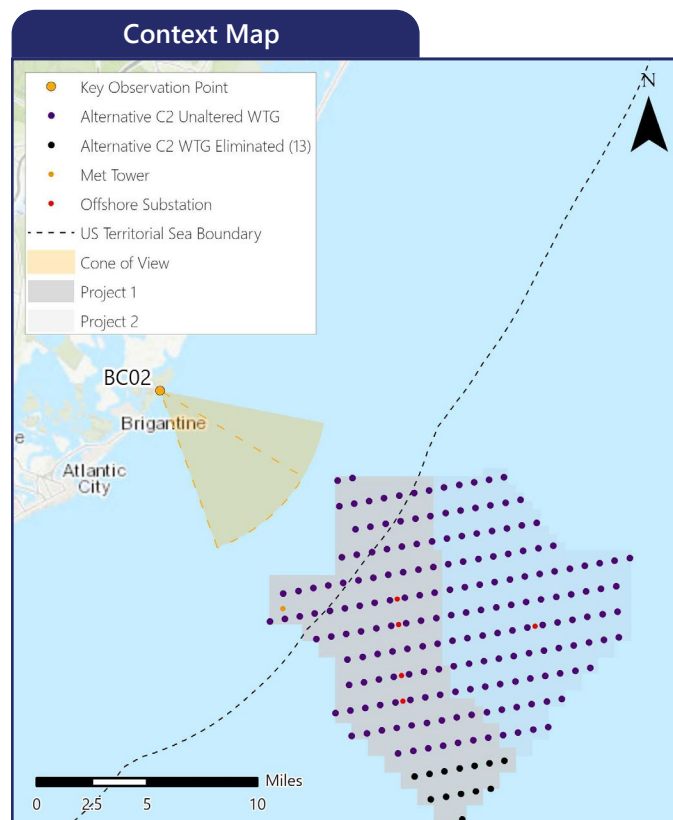 Context Map
Key Observation Point
Alternative C2 Unaltered WTG
Alternative C2 WTG Eliminated (13)
Met Tower
Offshore Substation
US Territorial Sea Boundary
Cone of View
Project 1
Project 2
N
BC02
Brigantine
e
Atlantic
City
Miles
0 2.5 5 10